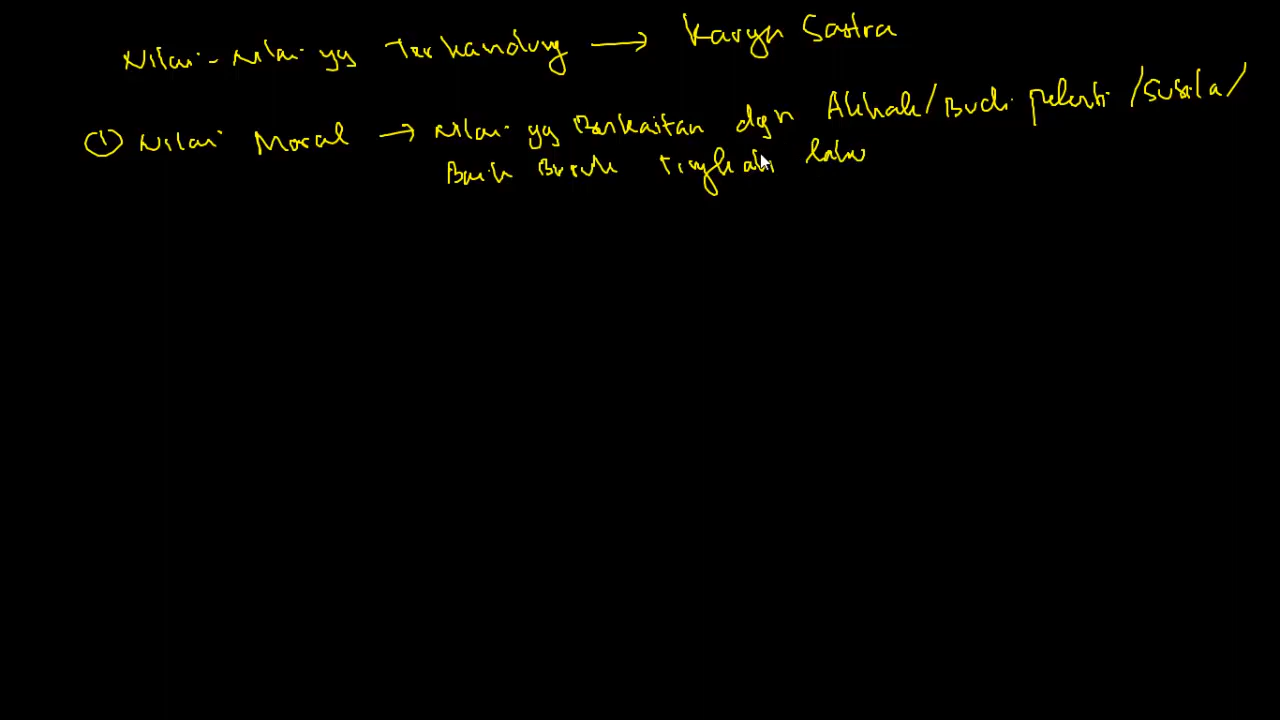 Nilai-Nilai yg Terkandung → Karya Sastra
① Nilai Moral → Nilai yg Berkaitan dgn Akhlak/Budi pekerti/Susila/
Baik Buruk Tingkah laku